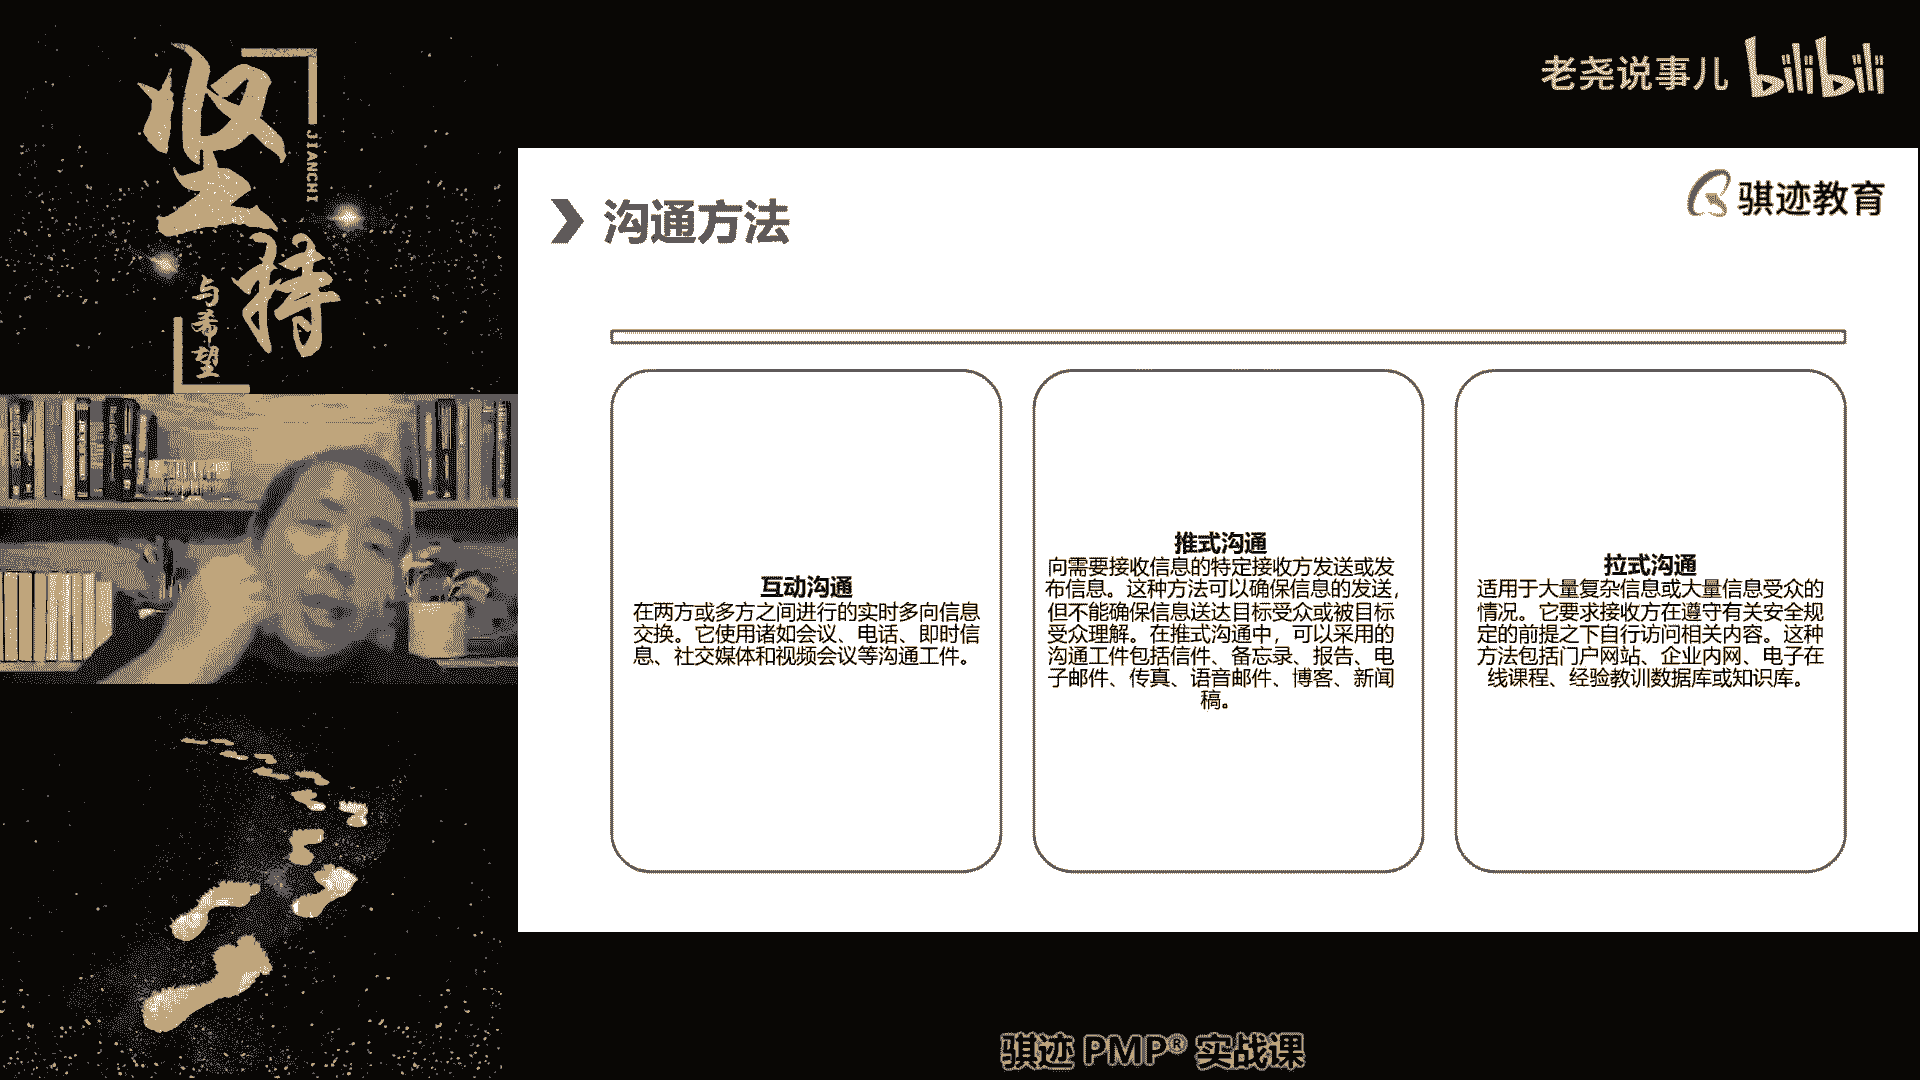 坚持
JIANCHI
与希望
老尧说事儿 bilibili
骐迹教育
沟通方法
互动沟通
在两方或多方之间进行的实时多向信息
交换。它使用诸如会议、电话、即时信
息、社交媒体和视频会议等沟通工件。
推式沟通
向需要接收信息的特定接收方发送或发
布信息。这种方法可以确保信息的发送,
但不能确保信息送达目标受众或被目标
受众理解。在推式沟通中，可以采用的
沟通工件包括信件、备忘录、报告、电
子邮件、传真、语音邮件、博客、新闻
稿。
拉式沟通
适用于大量复杂信息或大量信息受众的
情况。它要求接收方在遵守有关安全规
定的前提之下自行访问相关内容。这种
方法包括门户网站、企业内网、电子在
线课程、经验教训数据库或知识库。
骐迹 PMP® 实战课